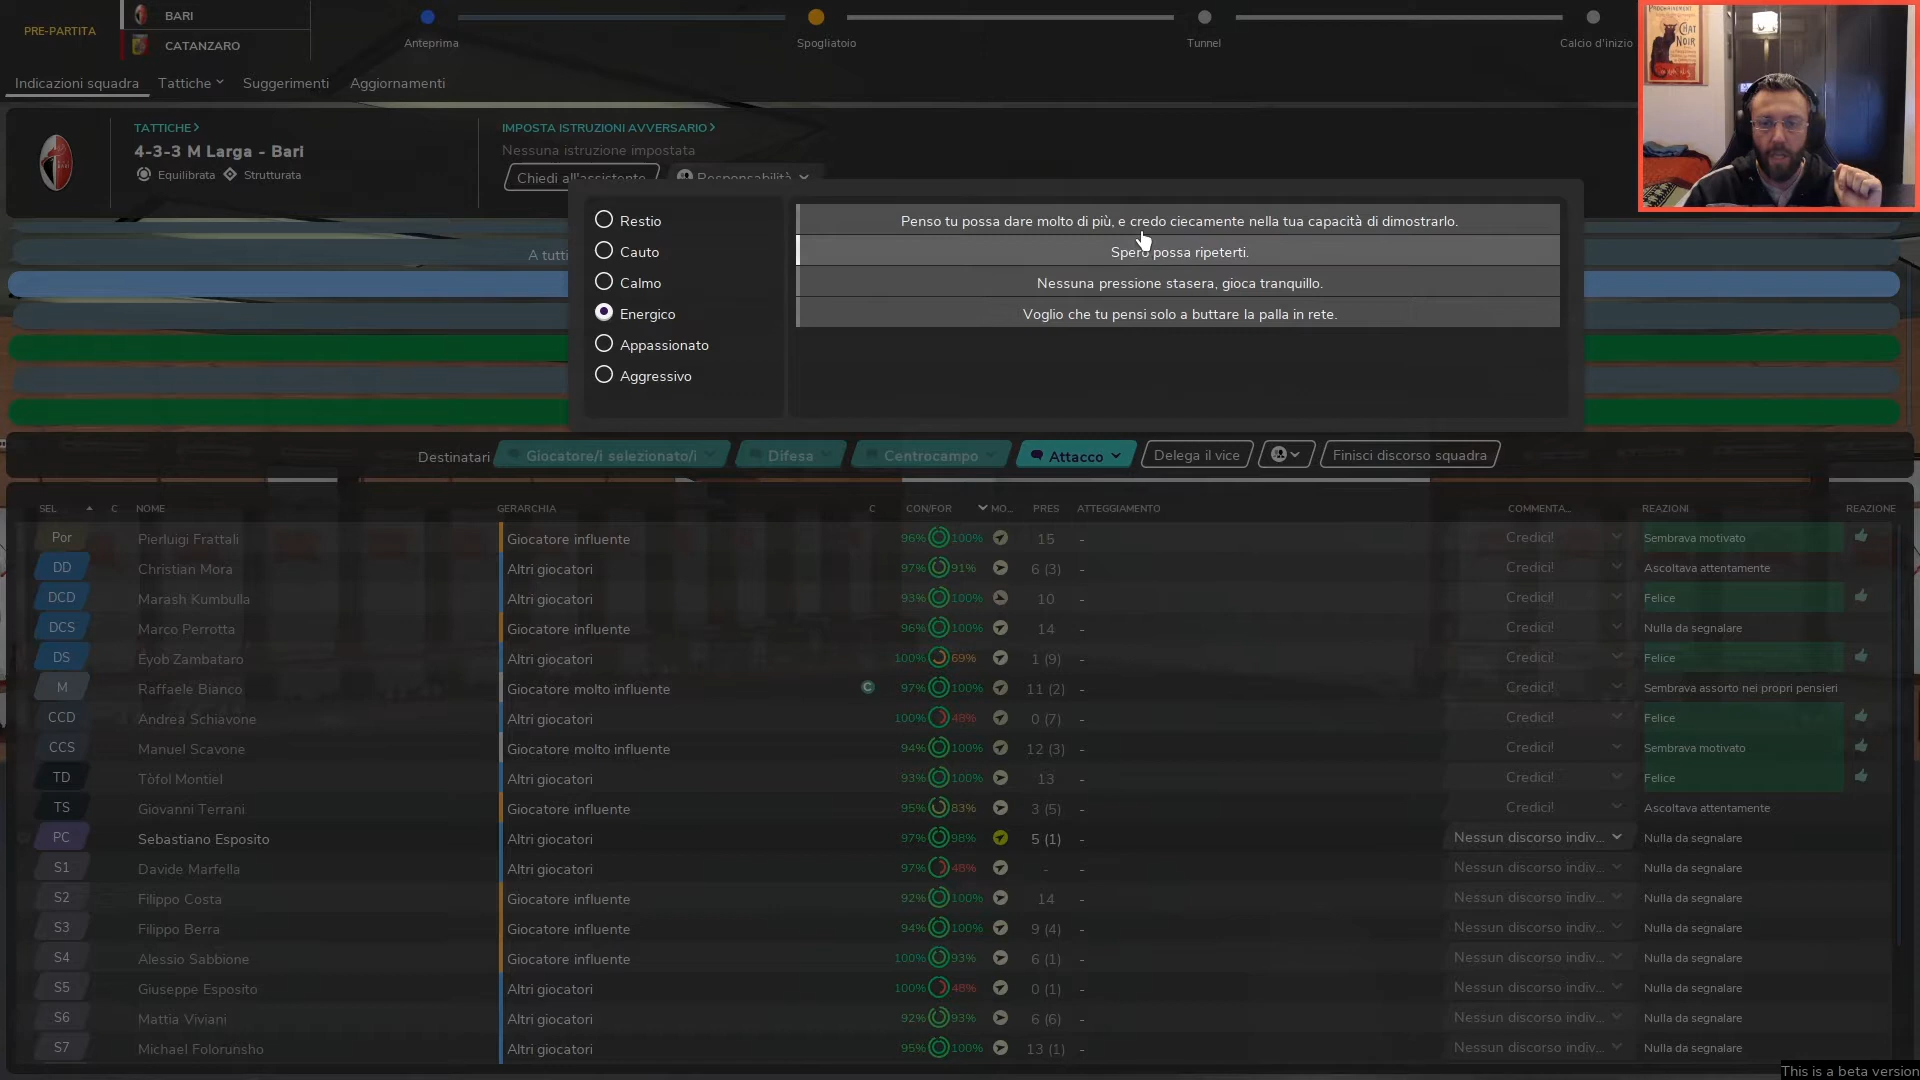 PRE-PARTITA
BARI
CATANZARO
Anteprima
Spogliatoio
Tunnel
Calcio d'inizio
Indicazioni squadra
Tattiche
Suggerimenti
Aggiornamenti
TATTICHE
4-3-3 M Larga - Bari
Equilibrata
Strutturata
IMPOSTA ISTRUZIONI AVVERSARIO
Nessuna istruzione impostata
Chiedi all'assistente
Responsabilità
CHAT NOIR
A tutti
Restio
Cauto
Calmo
Energico
Appassionato
Aggressivo
Penso tu possa dare molto di più, e credo ciecamente nella tua capacità di dimostrarlo.
Spero possa ripeterti.
Nessuna pressione stasera, gioca tranquillo.
Voglio che tu pensi solo a buttare la palla in rete.
Destinatari Giocatore/i selezionato/i Difesa Centrocampo Attacco Delega il vice Finisci discorso squadra
SEL C NOME GERARCHIA C CON/FOR MO... PRES ATTEGGIAMENTO COMMENTA... REAZIONI REAZIONE
Por Pierluigi Frattali Giocatore influente 96% 100% 15 - Credici! Sembrava motivato
DD Christian Mora Altri giocatori 97% 91% 6 (3) - Credici! Ascoltava attentamente
DCD Marash Kumbulla Altri giocatori 93% 100% 10 - Credici! Felice
DCS Marco Perrotta Giocatore influente 96% 100% 14 - Credici! Nulla da segnalare
DS Eyob Zambataro Altri giocatori 100% 69% 1 (9) - Credici! Felice
M Raffaele Bianco Giocatore molto influente C 97% 100% 11 (2) - Credici! Sembrava assorto nei propri pensieri
CCD Andrea Schiavone Altri giocatori 100% 48% 0 (7) - Credici! Felice
CCS Manuel Scavone Giocatore molto influente 94% 100% 12 (3) - Credici! Sembrava motivato
TD Tòfol Montiel Altri giocatori 93% 100% 13 - Credici! Felice
TS Giovanni Terrani Giocatore influente 95% 83% 3 (5) - Credici! Ascoltava attentamente
PC Sebastiano Esposito Altri giocatori 97% 98% 5 (1) - Nessun discorso indiv... Nulla da segnalare
S1 Davide Marfella Altri giocatori 97% 48% - - Nessun discorso indiv... Nulla da segnalare
S2 Filippo Costa Giocatore influente 92% 100% 14 - Nessun discorso indiv... Nulla da segnalare
S3 Filippo Berra Giocatore influente 94% 100% 9 (4) - Nessun discorso indiv... Nulla da segnalare
S4 Alessio Sabbione Giocatore influente 100% 93% 6 (1) - Nessun discorso indiv... Nulla da segnalare
S5 Giuseppe Esposito Altri giocatori 100% 48% 0 (1) - Nessun discorso indiv... Nulla da segnalare
S6 Mattia Viviani Altri giocatori 92% 93% 6 (6) - Nessun discorso indiv... Nulla da segnalare
S7 Michael Folorunsho Altri giocatori 95% 100% 13 (1) - Nessun discorso indiv... Nulla da segnalare
This is a beta version